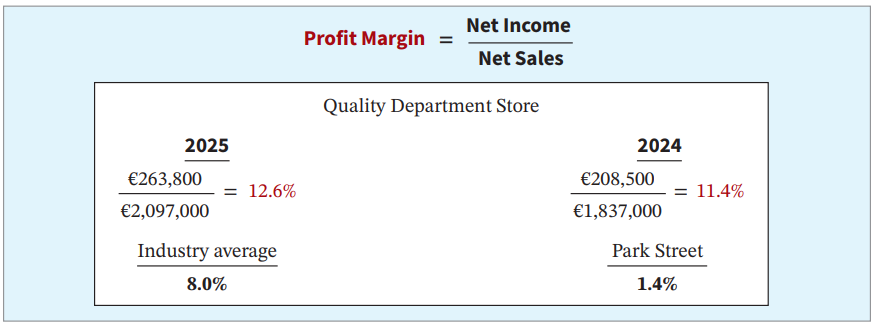 Profit Margin = Net Income
Net Sales
Quality Department Store
2025 2024
€263,800 €208,500
= 12.6% = 11.4%
€2,097,000 €1,837,000
Industry average Park Street
8.0% 1.4%